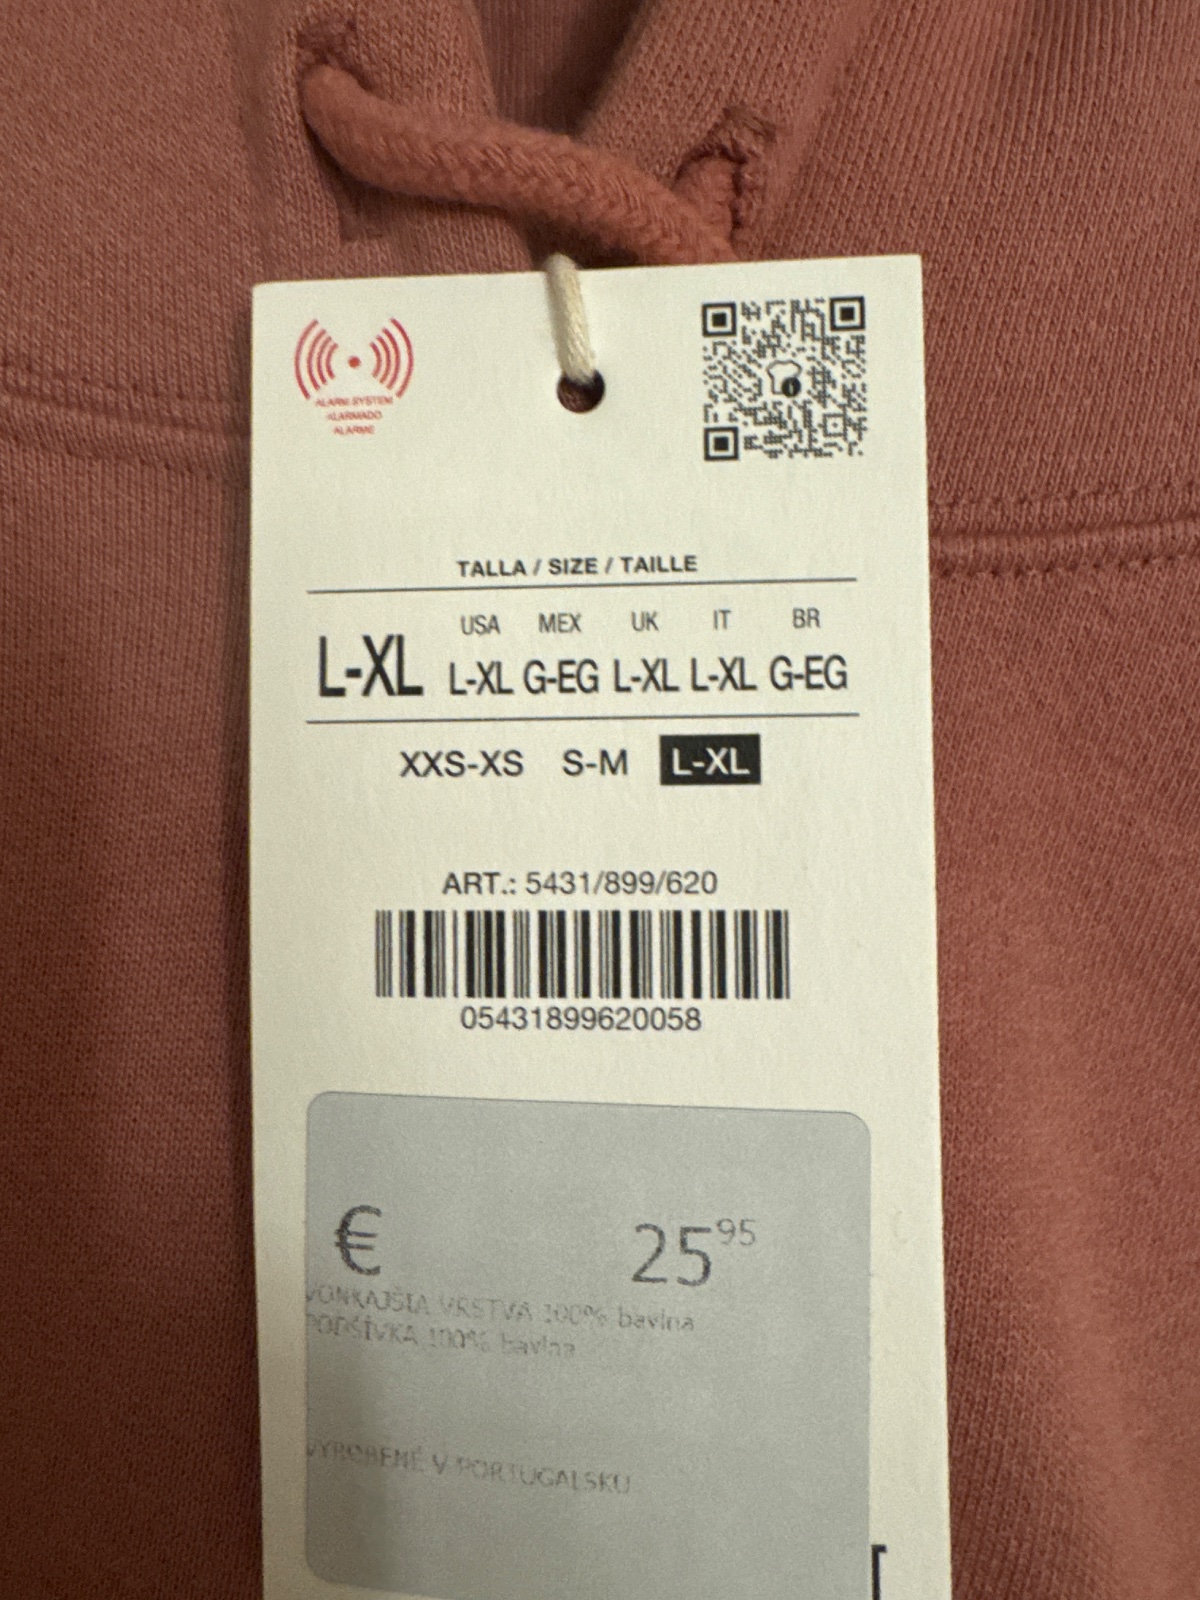 ALARM SYSTEM
ALARMADO
ALARME
TALLA / SIZE / TAILLE
USA MEX UK IT BR
L-XL L-XL G-EG L-XL L-XL G-EG
XXS-XS S-M L-XL
ART.: 5431/899/620
05431899620058
€ 25 95
VONKAJŠIA VRSTVA 100% bavlna
PODŠÍVKA 100% bavlna
VYROBENÉ V PORTUGALSKU